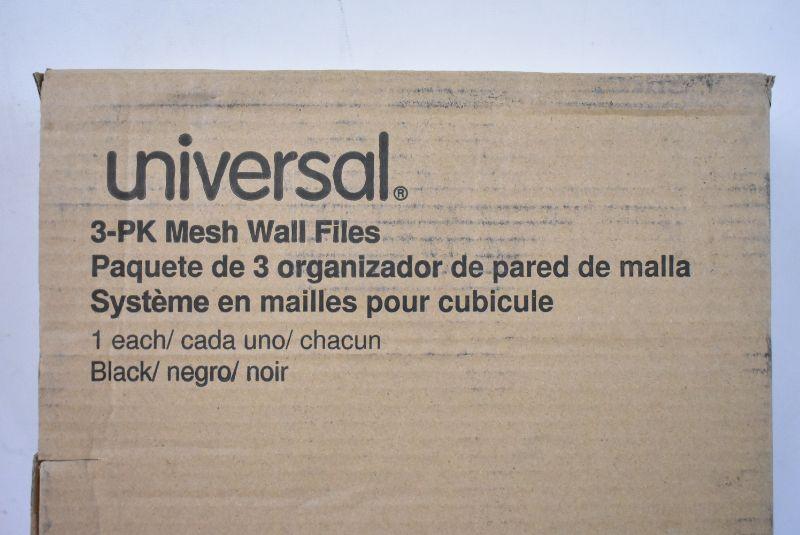 universal®
3-PK Mesh Wall Files
Paquete de 3 organizador de pared de malla
Système en mailles pour cubicule
1 each/ cada uno/ chacun
Black/ negro/ noir